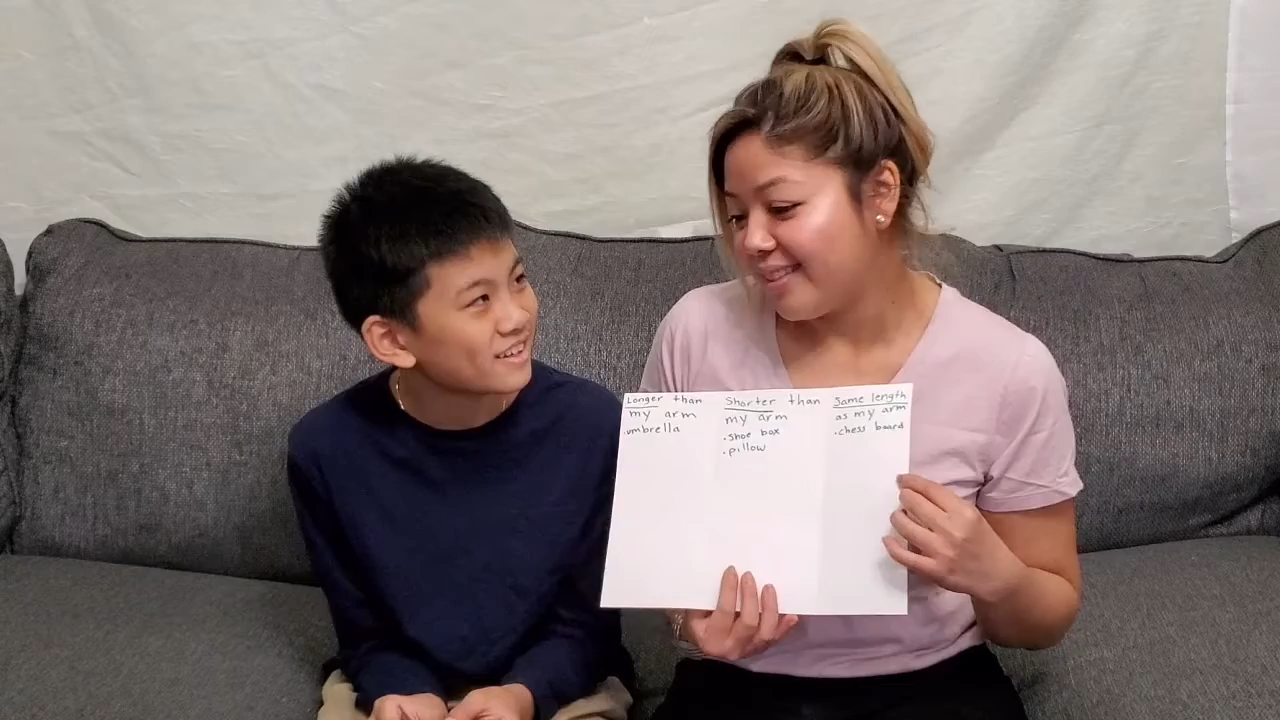 Longer than
my arm
.umbrella
Shorter than
my arm
.shoe box
.pillow
Same length
as my arm
.chess board